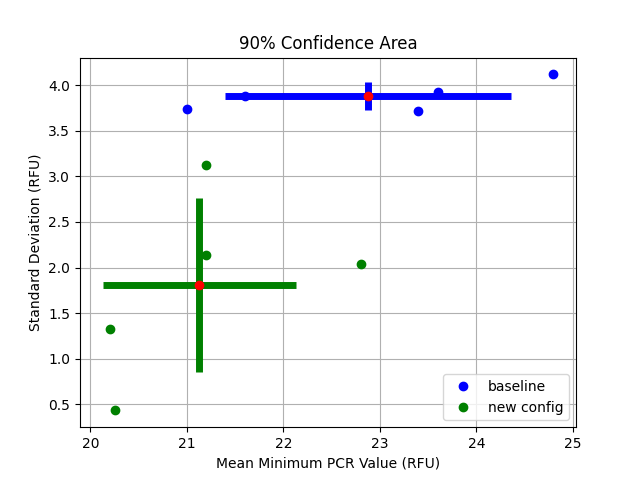 90% Confidence Area
Standard Deviation (RFU)
4.0
3.5
3.0
2.5
2.0
1.5
1.0
0.5
baseline
new config
20 21 22 23 24 25
Mean Minimum PCR Value (RFU)